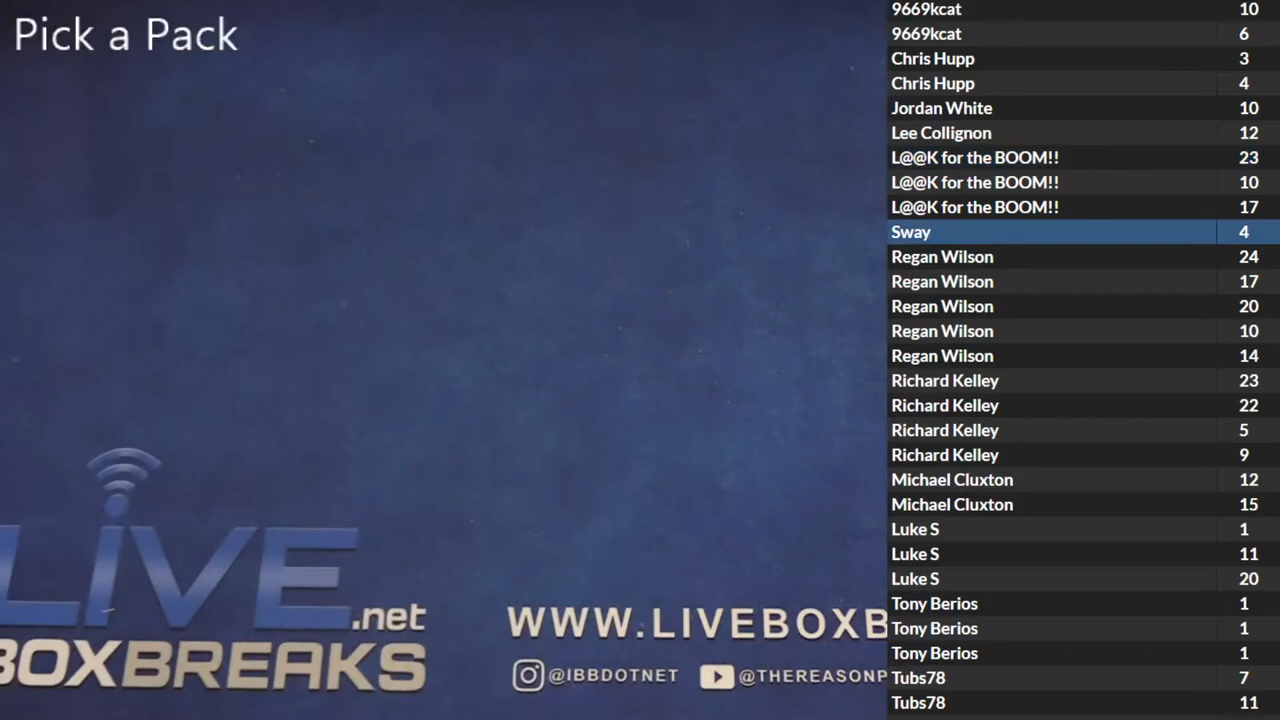 Pick a Pack
9669kcat 10
9669kcat 6
Chris Hupp 3
Chris Hupp 4
Jordan White 10
Lee Collignon 12
L@@K for the BOOM!! 23
L@@K for the BOOM!! 10
L@@K for the BOOM!! 17
Sway 4
Regan Wilson 24
Regan Wilson 17
Regan Wilson 20
Regan Wilson 10
Regan Wilson 14
Richard Kelley 23
Richard Kelley 22
Richard Kelley 5
Richard Kelley 9
Michael Cluxton 12
Michael Cluxton 15
Luke S 1
Luke S 11
Luke S 20
Tony Berios 1
Tony Berios 1
Tony Berios 1
Tubs78 7
Tubs78 11
LIVE.net
BOXBREAKS
WWW.LIVEBOXB
@IBBDOTNET @THEREASONP